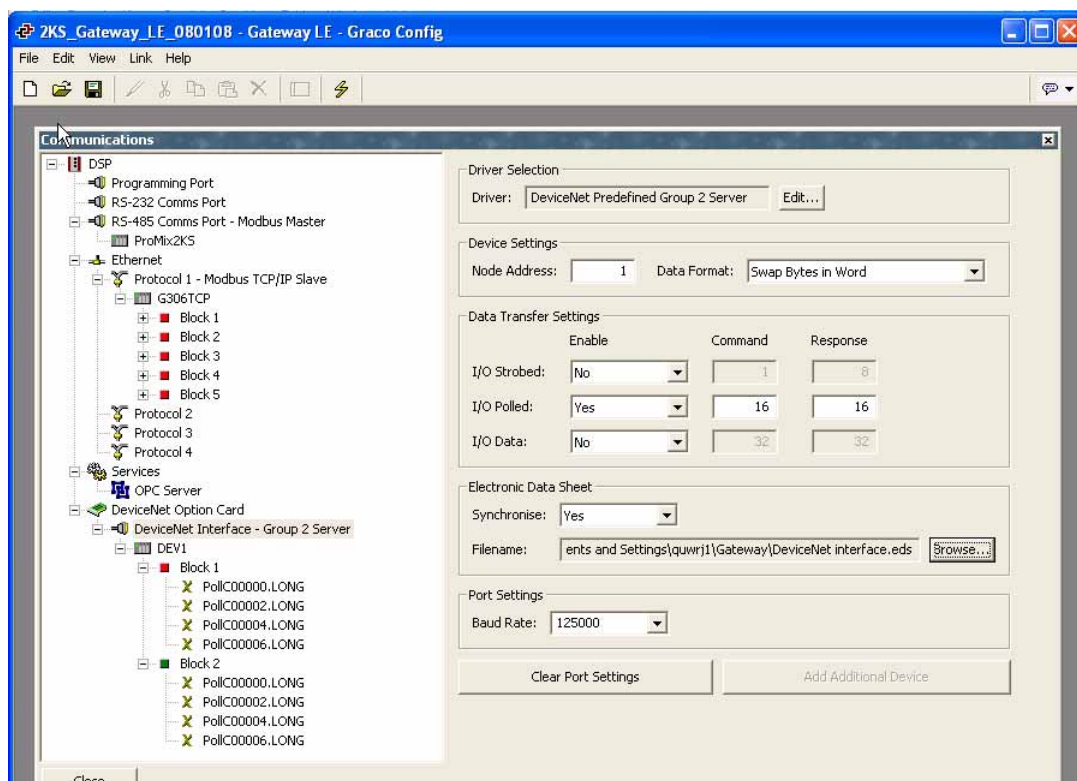 2KS_Gateway_LE_080108 - Gateway LE - Graco Config
File Edit View Link Help
Communications
DSP
Programming Port
RS-232 Comms Port
RS-485 Comms Port - Modbus Master
ProMix2KS
Ethernet
Protocol 1 - Modbus TCP/IP Slave
G306TCP
Block 1
Block 2
Block 3
Block 4
Block 5
Protocol 2
Protocol 3
Protocol 4
Services
OPC Server
DeviceNet Option Card
DeviceNet Interface - Group 2 Server
DEV1
Block 1
PollC00000.LONG
PollC00002.LONG
PollC00004.LONG
PollC00006.LONG
Block 2
PollC00000.LONG
PollC00002.LONG
PollC00004.LONG
PollC00006.LONG
Close
Driver Selection
Driver: DeviceNet Predefined Group 2 Server Edit...
Device Settings
Node Address: 1 Data Format: Swap Bytes in Word
Data Transfer Settings
Enable Command Response
I/O Strobed: No 1 8
I/O Polled: Yes 16 16
I/O Data: No 32 32
Electronic Data Sheet
Synchronise: Yes
Filename: ents and Settings\quwrj1\Gateway\DeviceNet interface.eds Browse...
Port Settings
Baud Rate: 125000
Clear Port Settings Add Additional Device